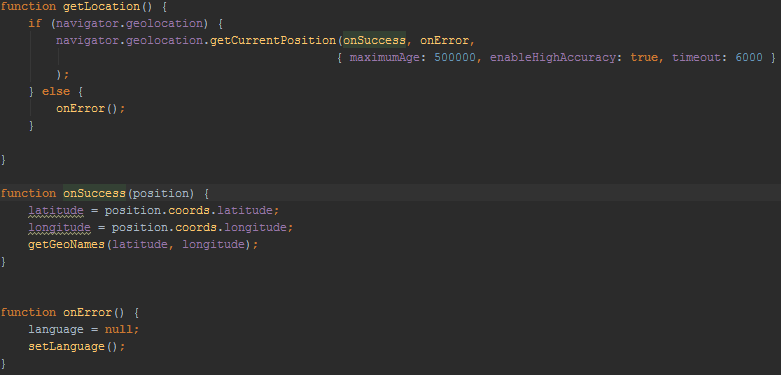 function getLocation() {
    if (navigator.geolocation) {
        navigator.geolocation.getCurrentPosition(onSuccess, onError,
                                                { maximumAge: 500000, enableHighAccuracy: true, timeout: 6000 }
        );
    } else {
        onError();
    }
}
function onSuccess(position) {
    latitude = position.coords.latitude;
    longitude = position.coords.longitude;
    getGeoNames(latitude, longitude);
}
function onError() {
    language = null;
    setLanguage();
}